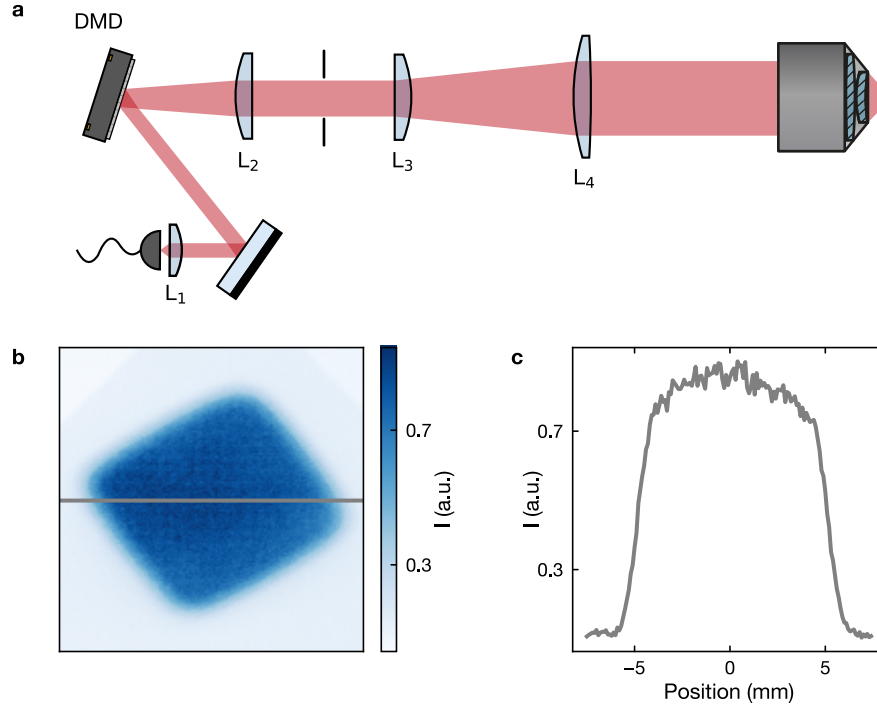 a
DMD
L₂
L₃
L₄
L₁
b
0.7
0.3
I (a.u.)
c
0.7
0.3
I (a.u.)
−5
0
5
Position (mm)